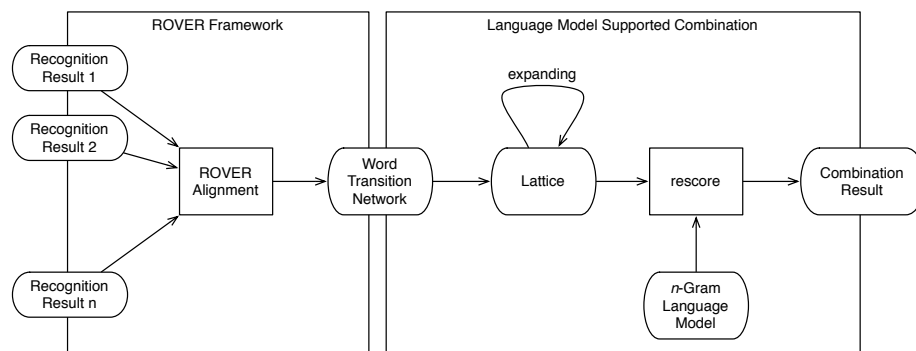 ROVER Framework
Language Model Supported Combination
Recognition
Result 1
Recognition
Result 2
Recognition
Result n
ROVER
Alignment
Word
Transition
Network
expanding
Lattice
rescore
n-Gram
Language
Model
Combination
Result